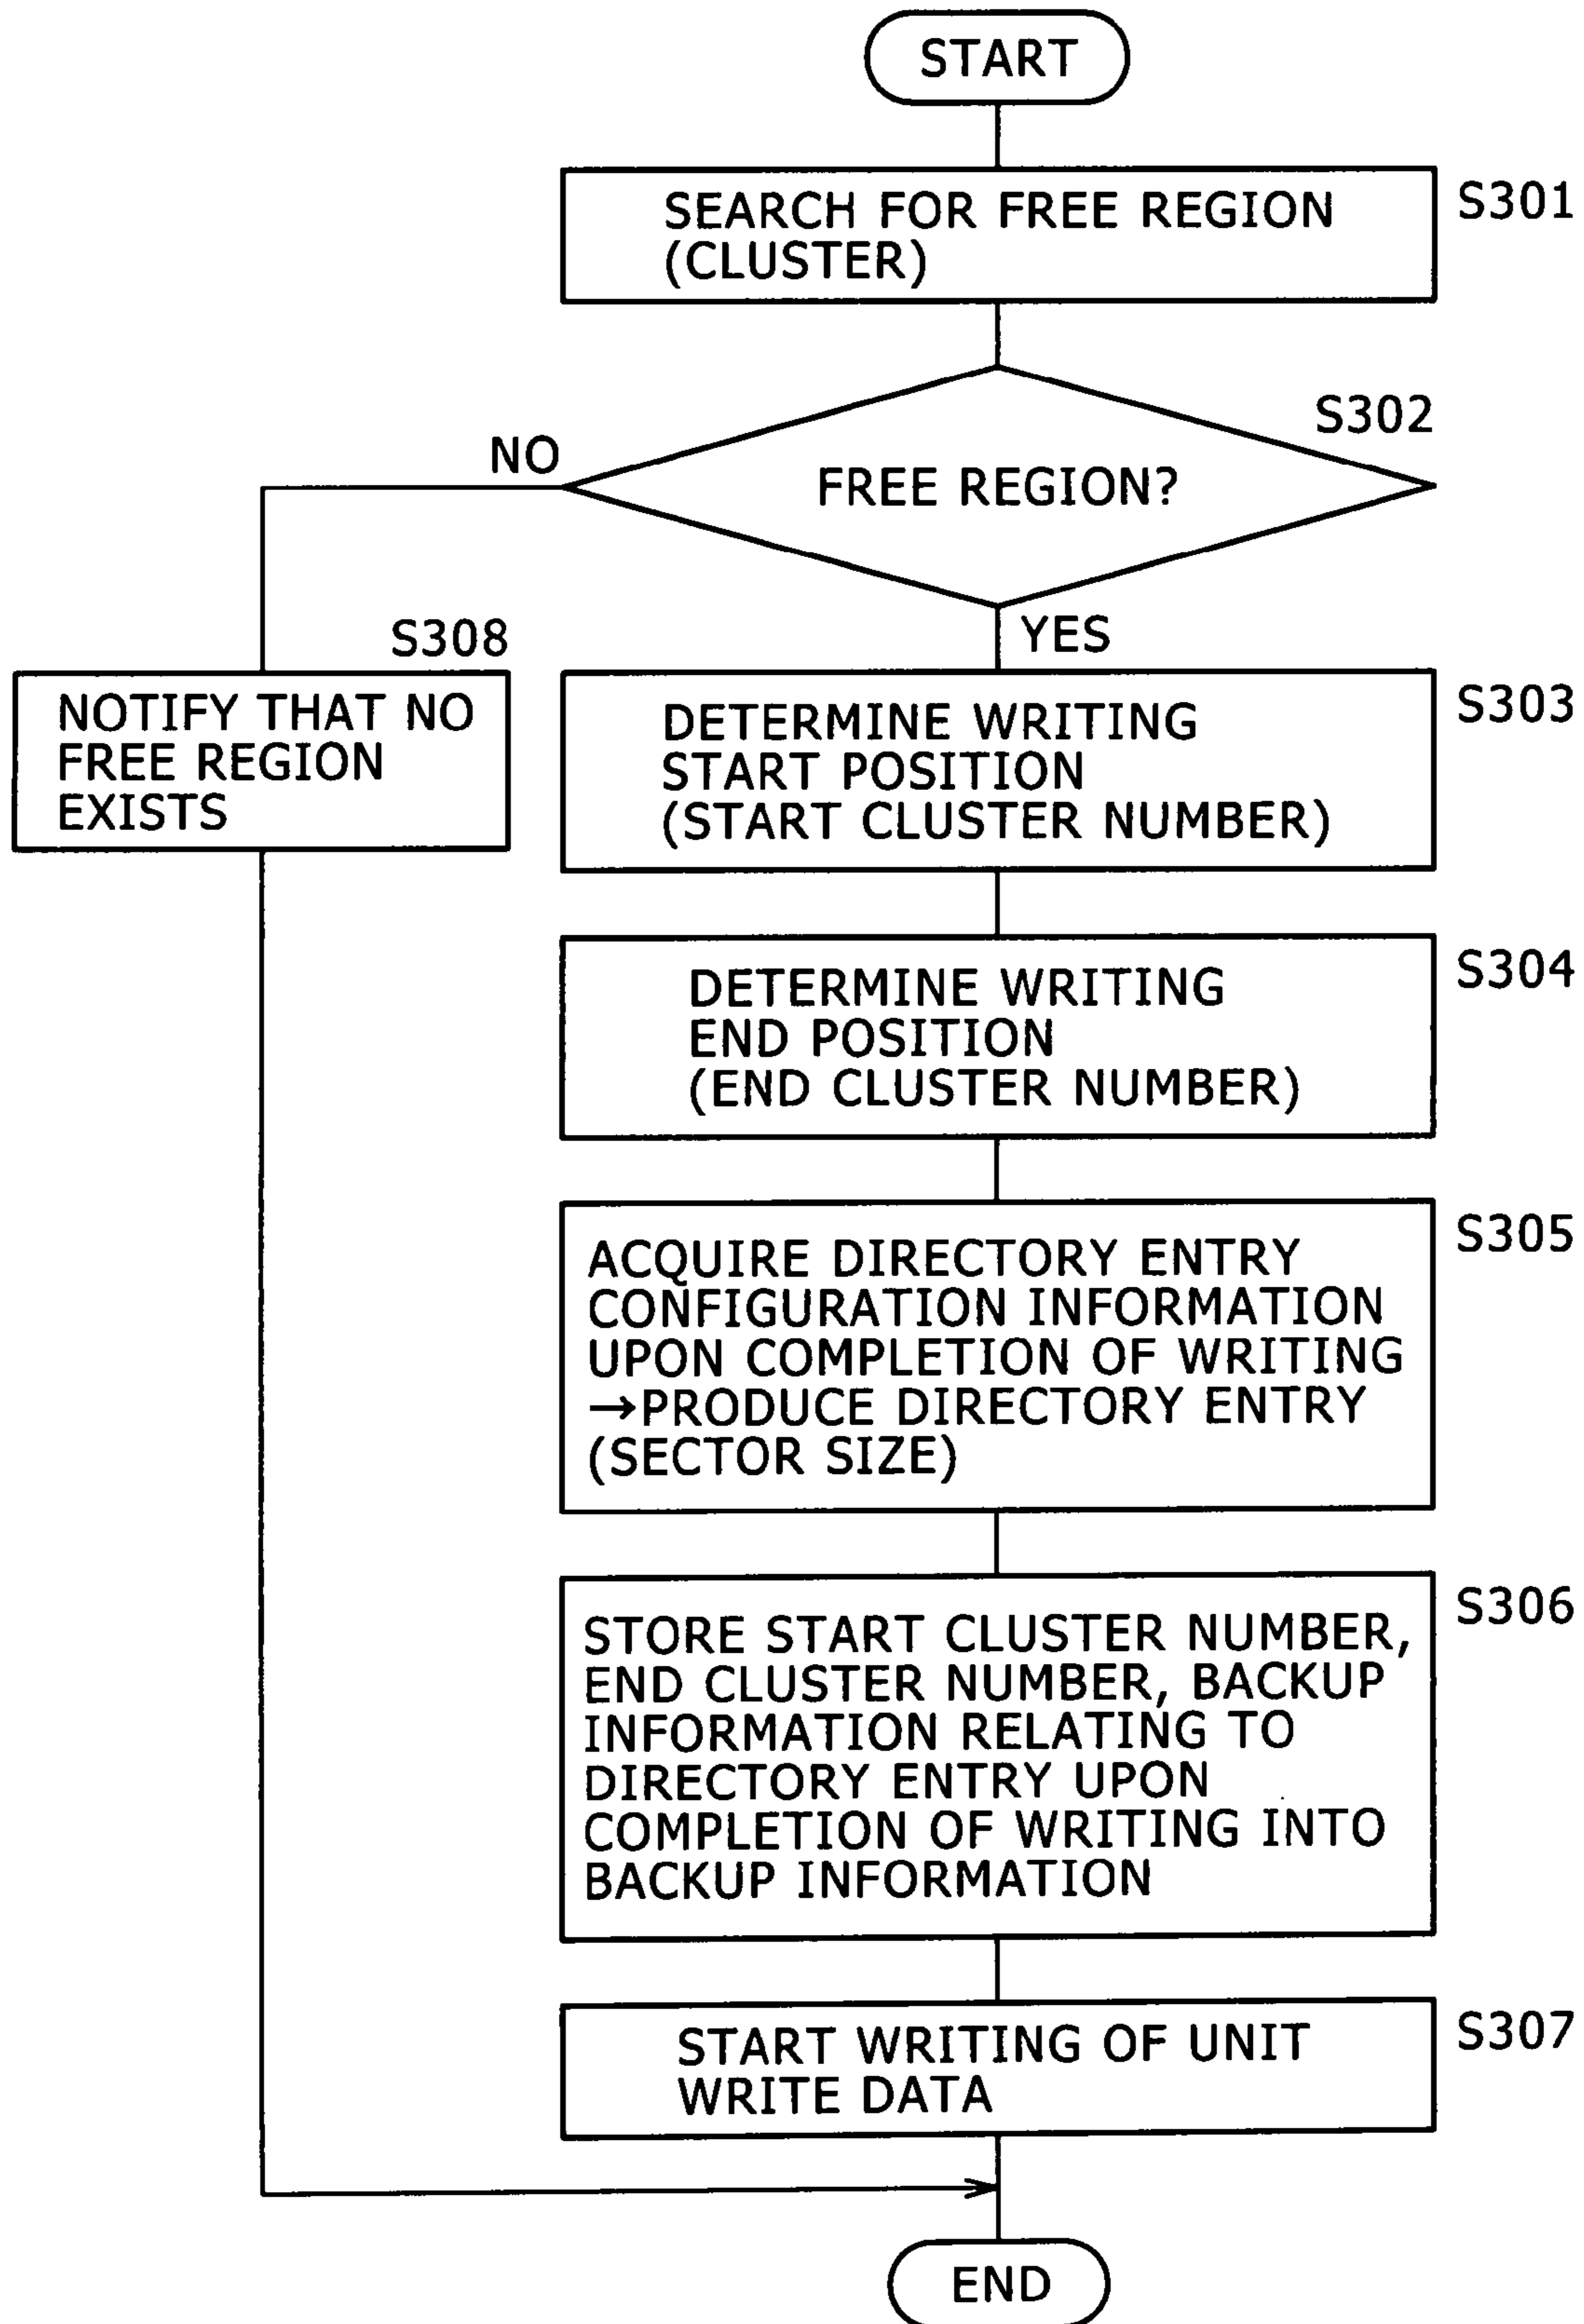 START
SEARCH FOR FREE REGION
(CLUSTER)
S301
S302
FREE REGION?
NO
YES
S308
NOTIFY THAT NO
FREE REGION
EXISTS
DETERMINE WRITING
START POSITION
(START CLUSTER NUMBER)
S303
DETERMINE WRITING
END POSITION
(END CLUSTER NUMBER)
S304
ACQUIRE DIRECTORY ENTRY
CONFIGURATION INFORMATION
UPON COMPLETION OF WRITING
→PRODUCE DIRECTORY ENTRY
(SECTOR SIZE)
S305
STORE START CLUSTER NUMBER,
END CLUSTER NUMBER, BACKUP
INFORMATION RELATING TO
DIRECTORY ENTRY UPON
COMPLETION OF WRITING INTO
BACKUP INFORMATION
S306
START WRITING OF UNIT
WRITE DATA
S307
END